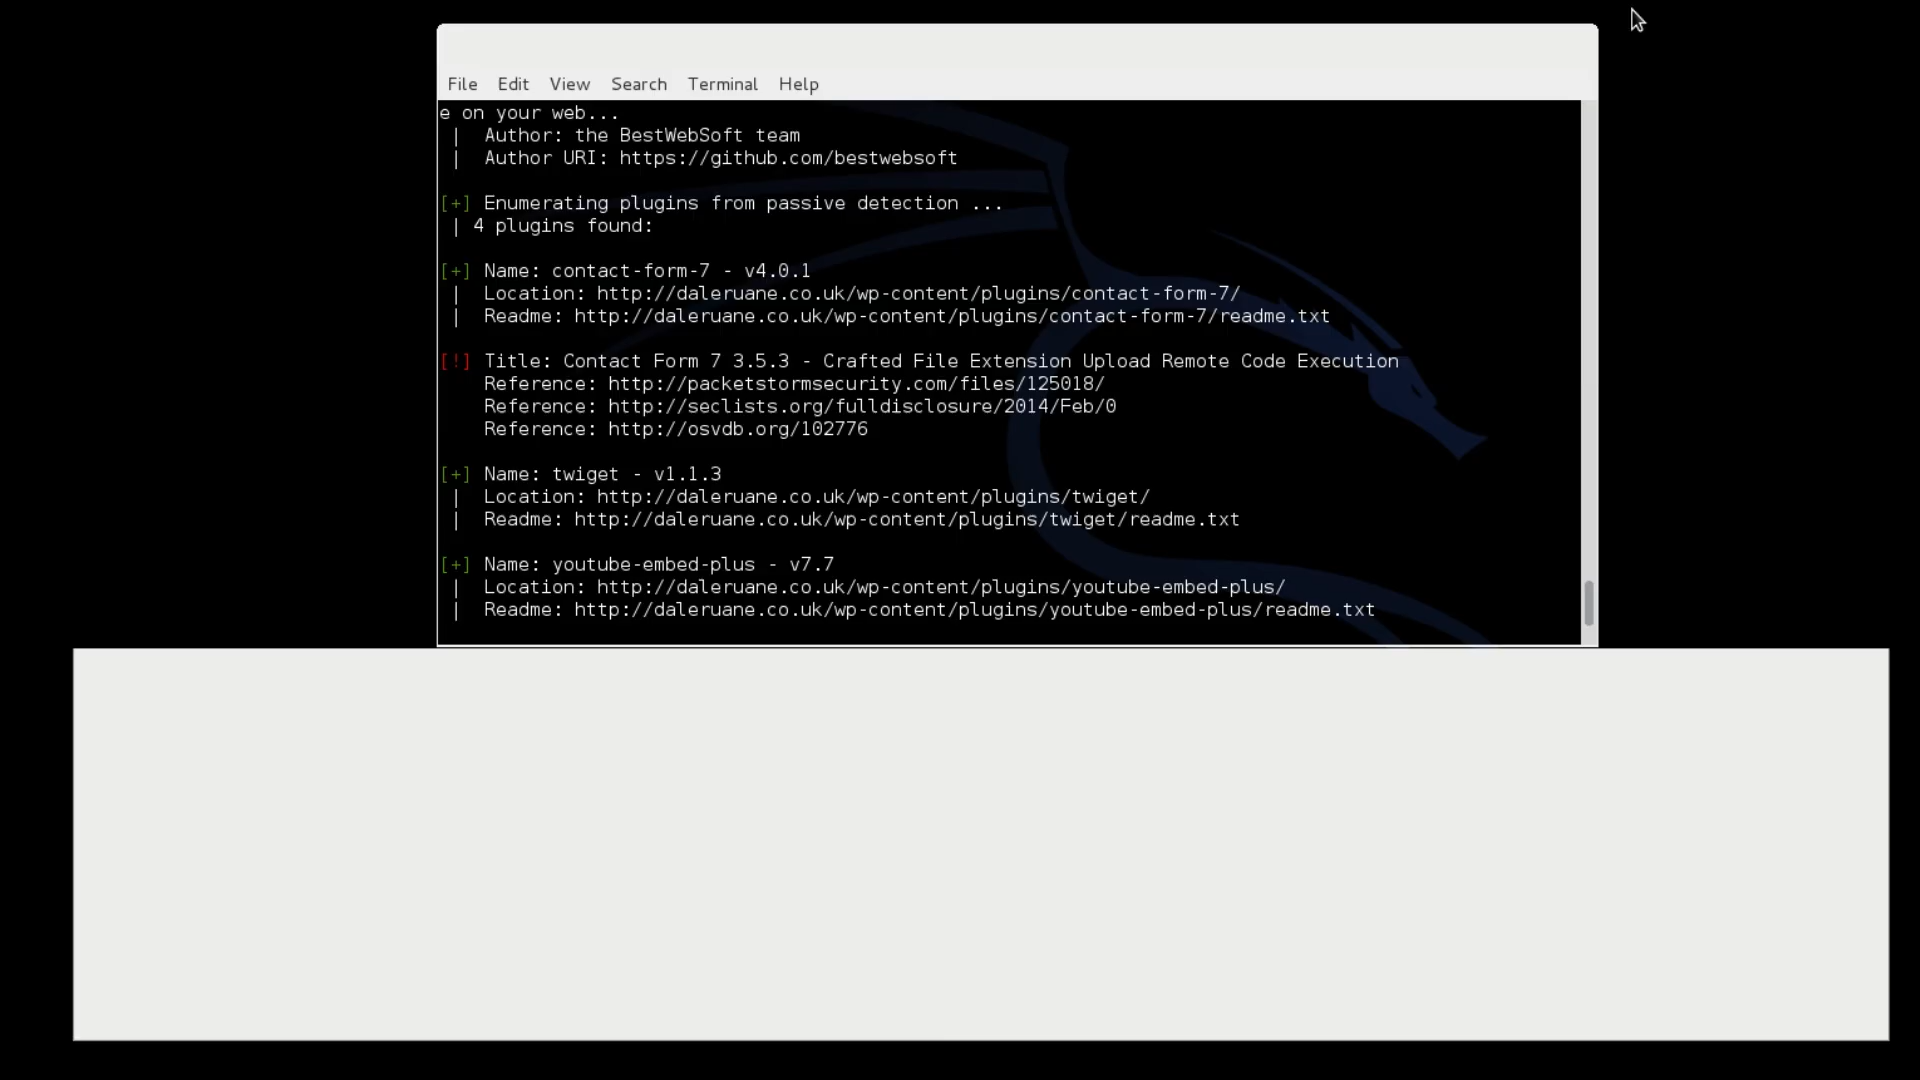 File Edit View Search Terminal Help
e on your web...
| Author: the BestWebSoft team
| Author URI: https://github.com/bestwebsoft
[+] Enumerating plugins from passive detection ...
| 4 plugins found:
[+] Name: contact-form-7 - v4.0.1
| Location: http://daleruane.co.uk/wp-content/plugins/contact-form-7/
| Readme: http://daleruane.co.uk/wp-content/plugins/contact-form-7/readme.txt
[!] Title: Contact Form 7 3.5.3 - Crafted File Extension Upload Remote Code Execution
Reference: http://packetstormsecurity.com/files/125018/
Reference: http://seclists.org/fulldisclosure/2014/Feb/0
Reference: http://osvdb.org/102776
[+] Name: twiget - v1.1.3
| Location: http://daleruane.co.uk/wp-content/plugins/twiget/
| Readme: http://daleruane.co.uk/wp-content/plugins/twiget/readme.txt
[+] Name: youtube-embed-plus - v7.7
| Location: http://daleruane.co.uk/wp-content/plugins/youtube-embed-plus/
| Readme: http://daleruane.co.uk/wp-content/plugins/youtube-embed-plus/readme.txt